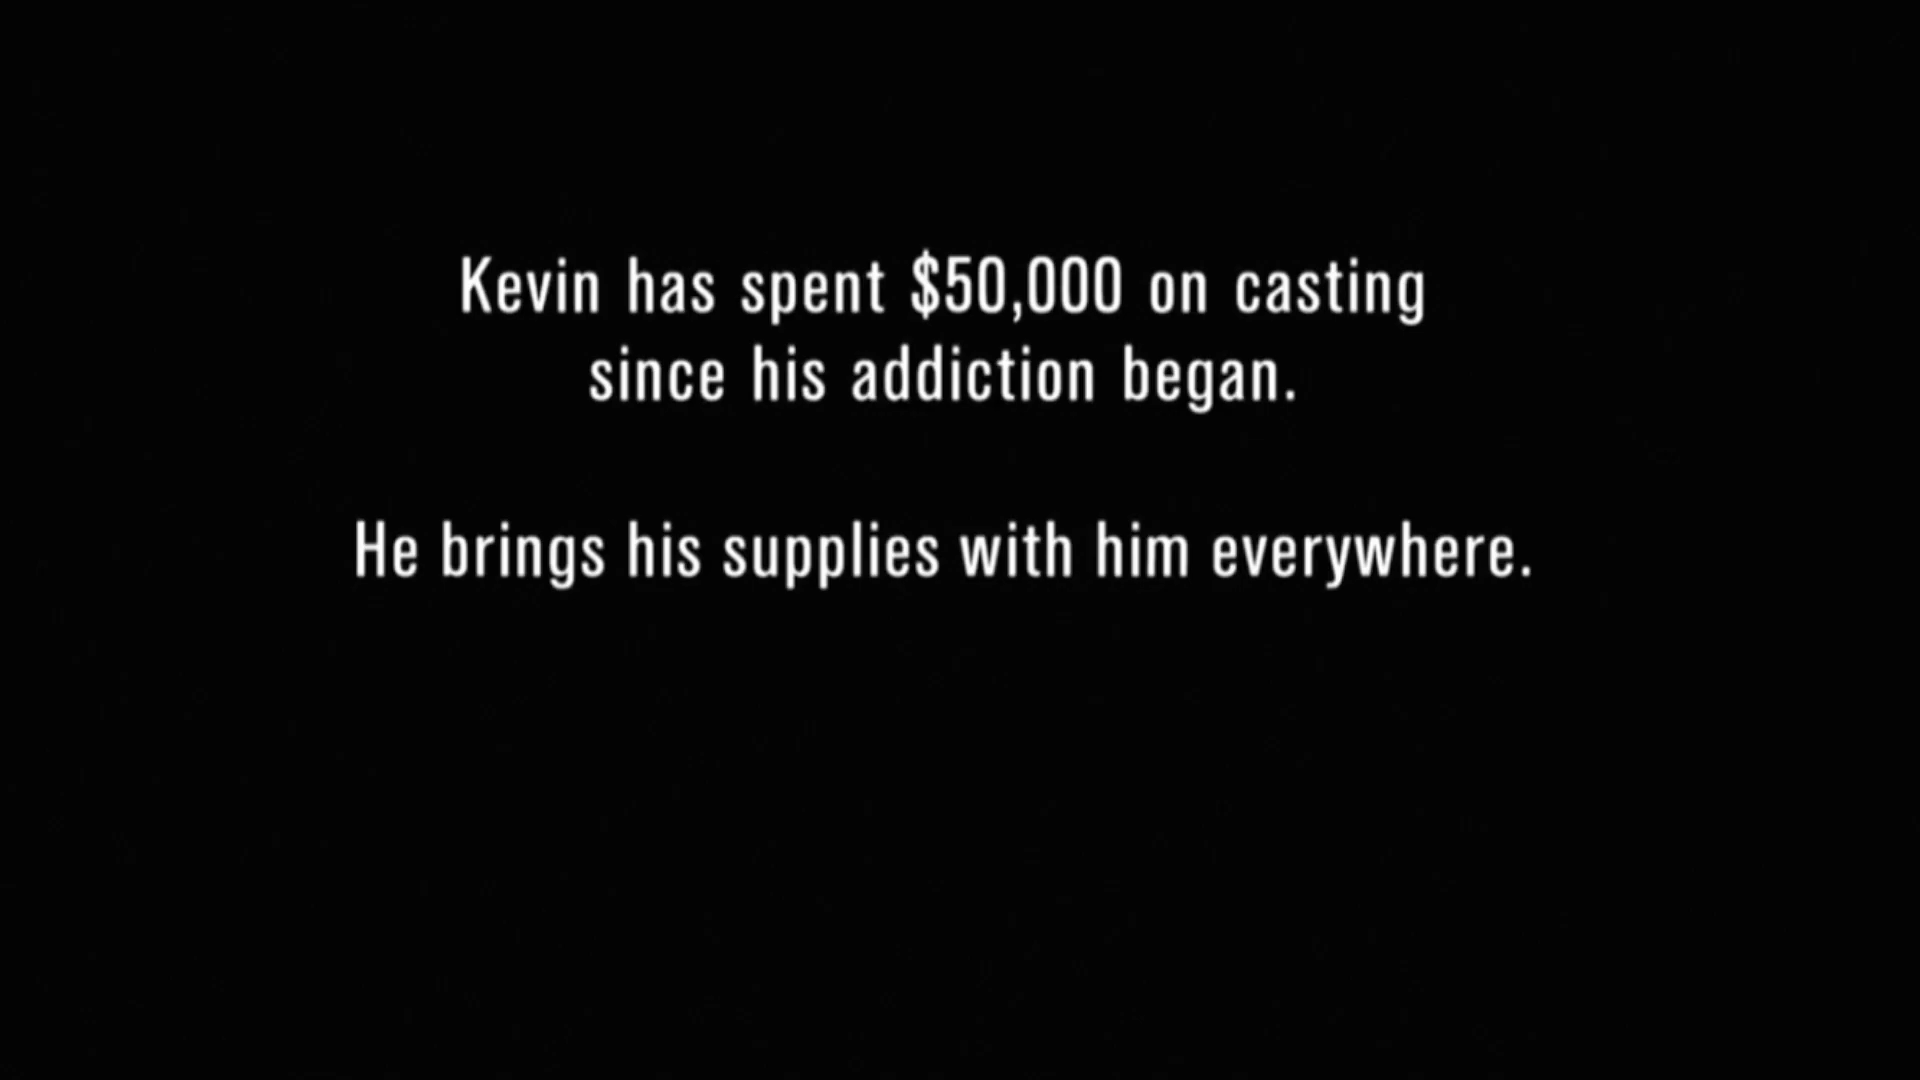 Kevin has spent $50,000 on casting
since his addiction began.
He brings his supplies with him everywhere.